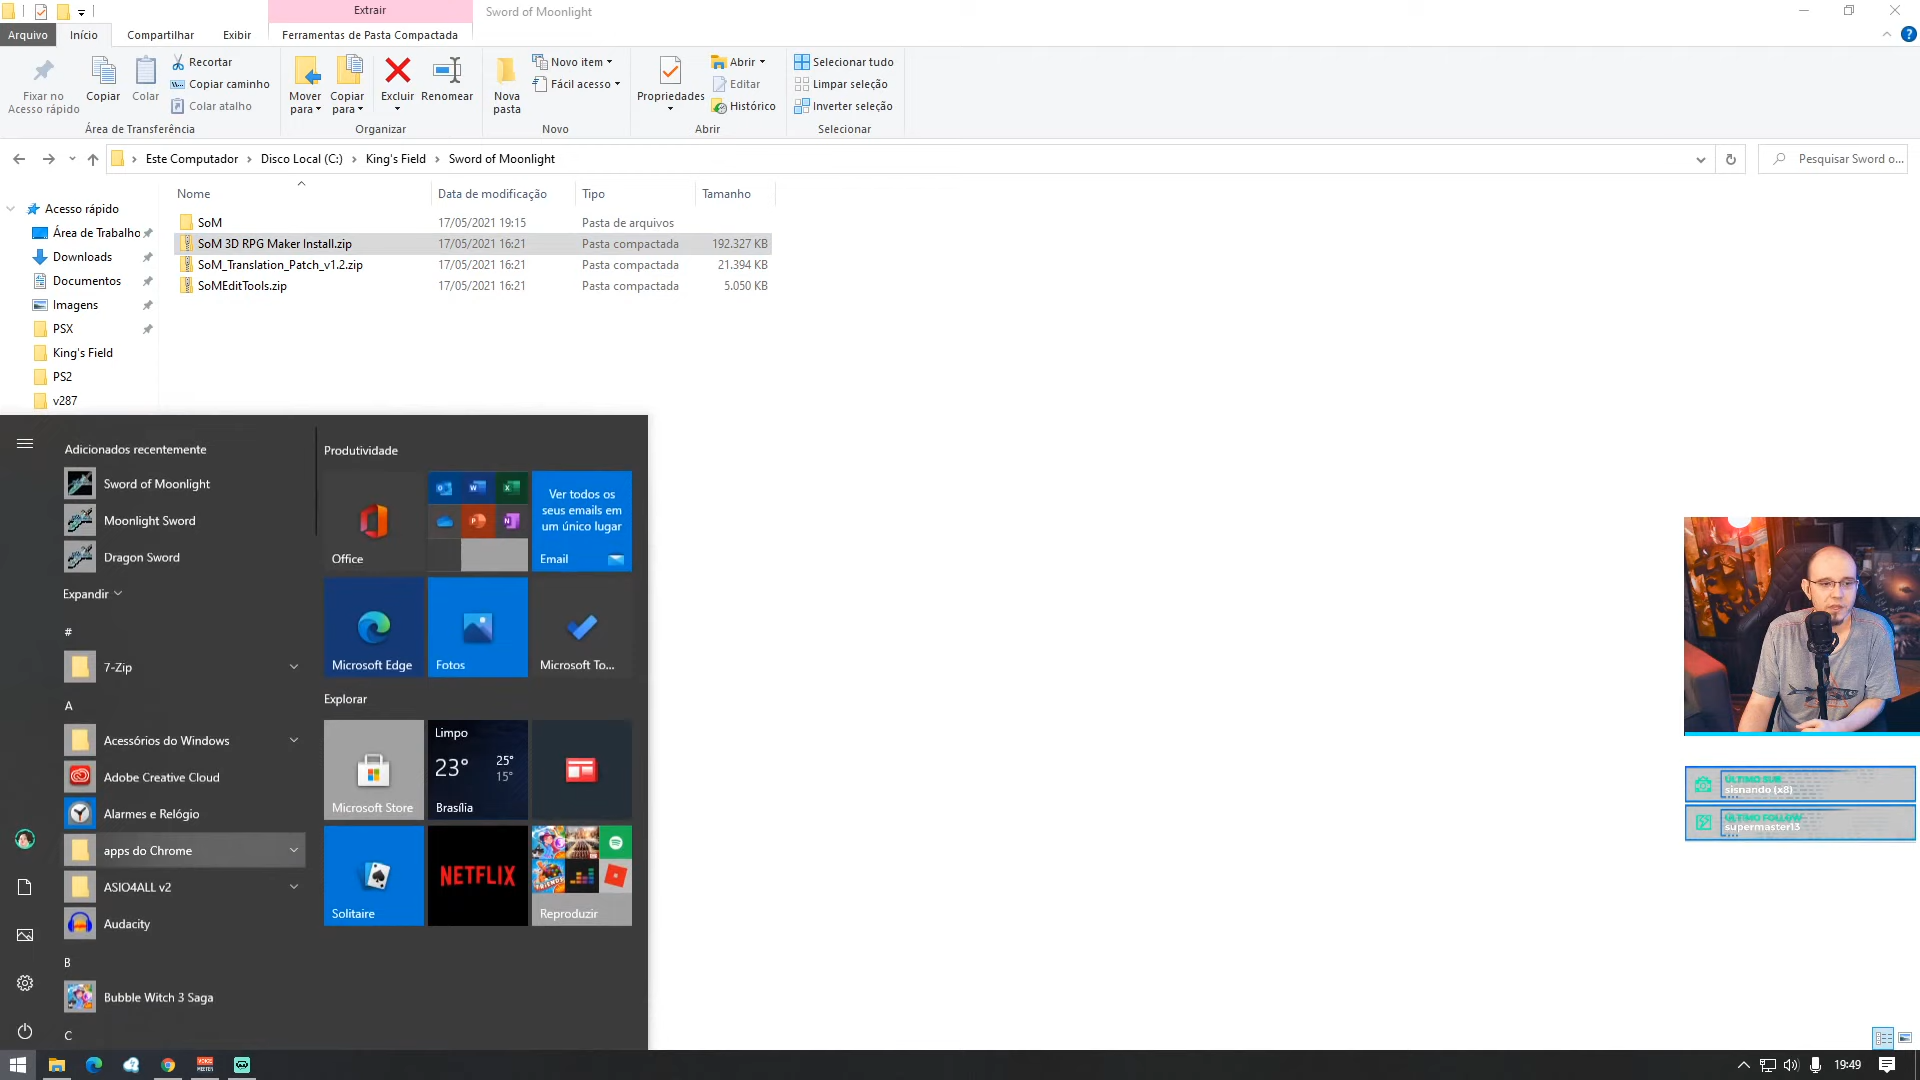 Extrair
Sword of Moonlight
Arquivo
Início
Compartilhar
Exibir
Ferramentas de Pasta Compactada
Fixar no
Acesso rápido
Copiar
Colar
Recortar
Copiar caminho
Colar atalho
Área de Transferência
Mover
para
Copiar
para
Excluir
Renomear
Organizar
Nova
pasta
Novo item
Fácil acesso
Novo
Propriedades
Abrir
Editar
Histórico
Abrir
Selecionar tudo
Limpar seleção
Inverter seleção
Selecionar
Este Computador
Disco Local (C:)
King's Field
Sword of Moonlight
Pesquisar Sword o...
Nome
Data de modificação
Tipo
Tamanho
SoM 17/05/2021 19:15 Pasta de arquivos
SoM 3D RPG Maker Install.zip 17/05/2021 16:21 Pasta compactada 192.327 KB
SoM_Translation_Patch_v1.2.zip 17/05/2021 16:21 Pasta compactada 21.394 KB
SoMEditTools.zip 17/05/2021 16:21 Pasta compactada 5.050 KB
Acesso rápido
Área de Trabalho
Downloads
Documentos
Imagens
PSX
King's Field
PS2
v287
Adicionados recentemente
Sword of Moonlight
Moonlight Sword
Dragon Sword
Expandir
#
7-Zip
A
Acessórios do Windows
Adobe Creative Cloud
Alarmes e Relógio
apps do Chrome
ASIO4ALL v2
Audacity
B
Bubble Witch 3 Saga
C
Produtividade
Office
Ver todos os
seus emails em
um único lugar
Email
Microsoft Edge
Fotos
Microsoft To...
Explorar
Microsoft Store
Limpo
23°
25°
15°
Brasília
Solitaire
NETFLIX
Reproduzir
ÚLTIMO SUB
sisnando (x8)
ÚLTIMO FOLLOW
supermaster13
19:49